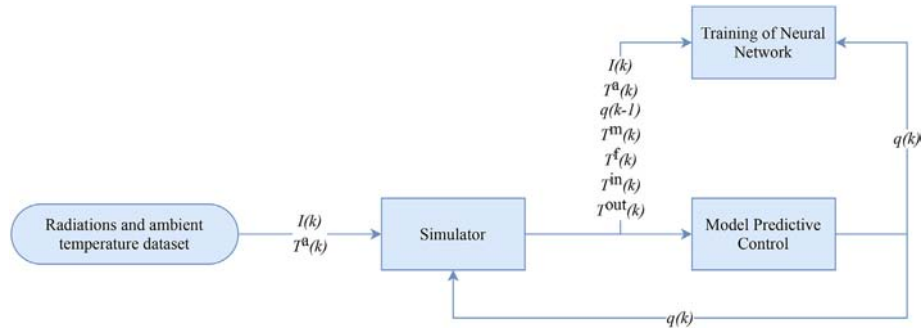 Training of Neural
Network
I(k)
Tᵃ(k)
q(k-1)
Tᵐ(k)
Tᶠ(k)
Tⁱⁿ(k)
Tᵒᵘᵗ(k)
q(k)
Radiations and ambient
temperature dataset
I(k)
Tᵃ(k)
Simulator
Model Predictive
Control
q(k)